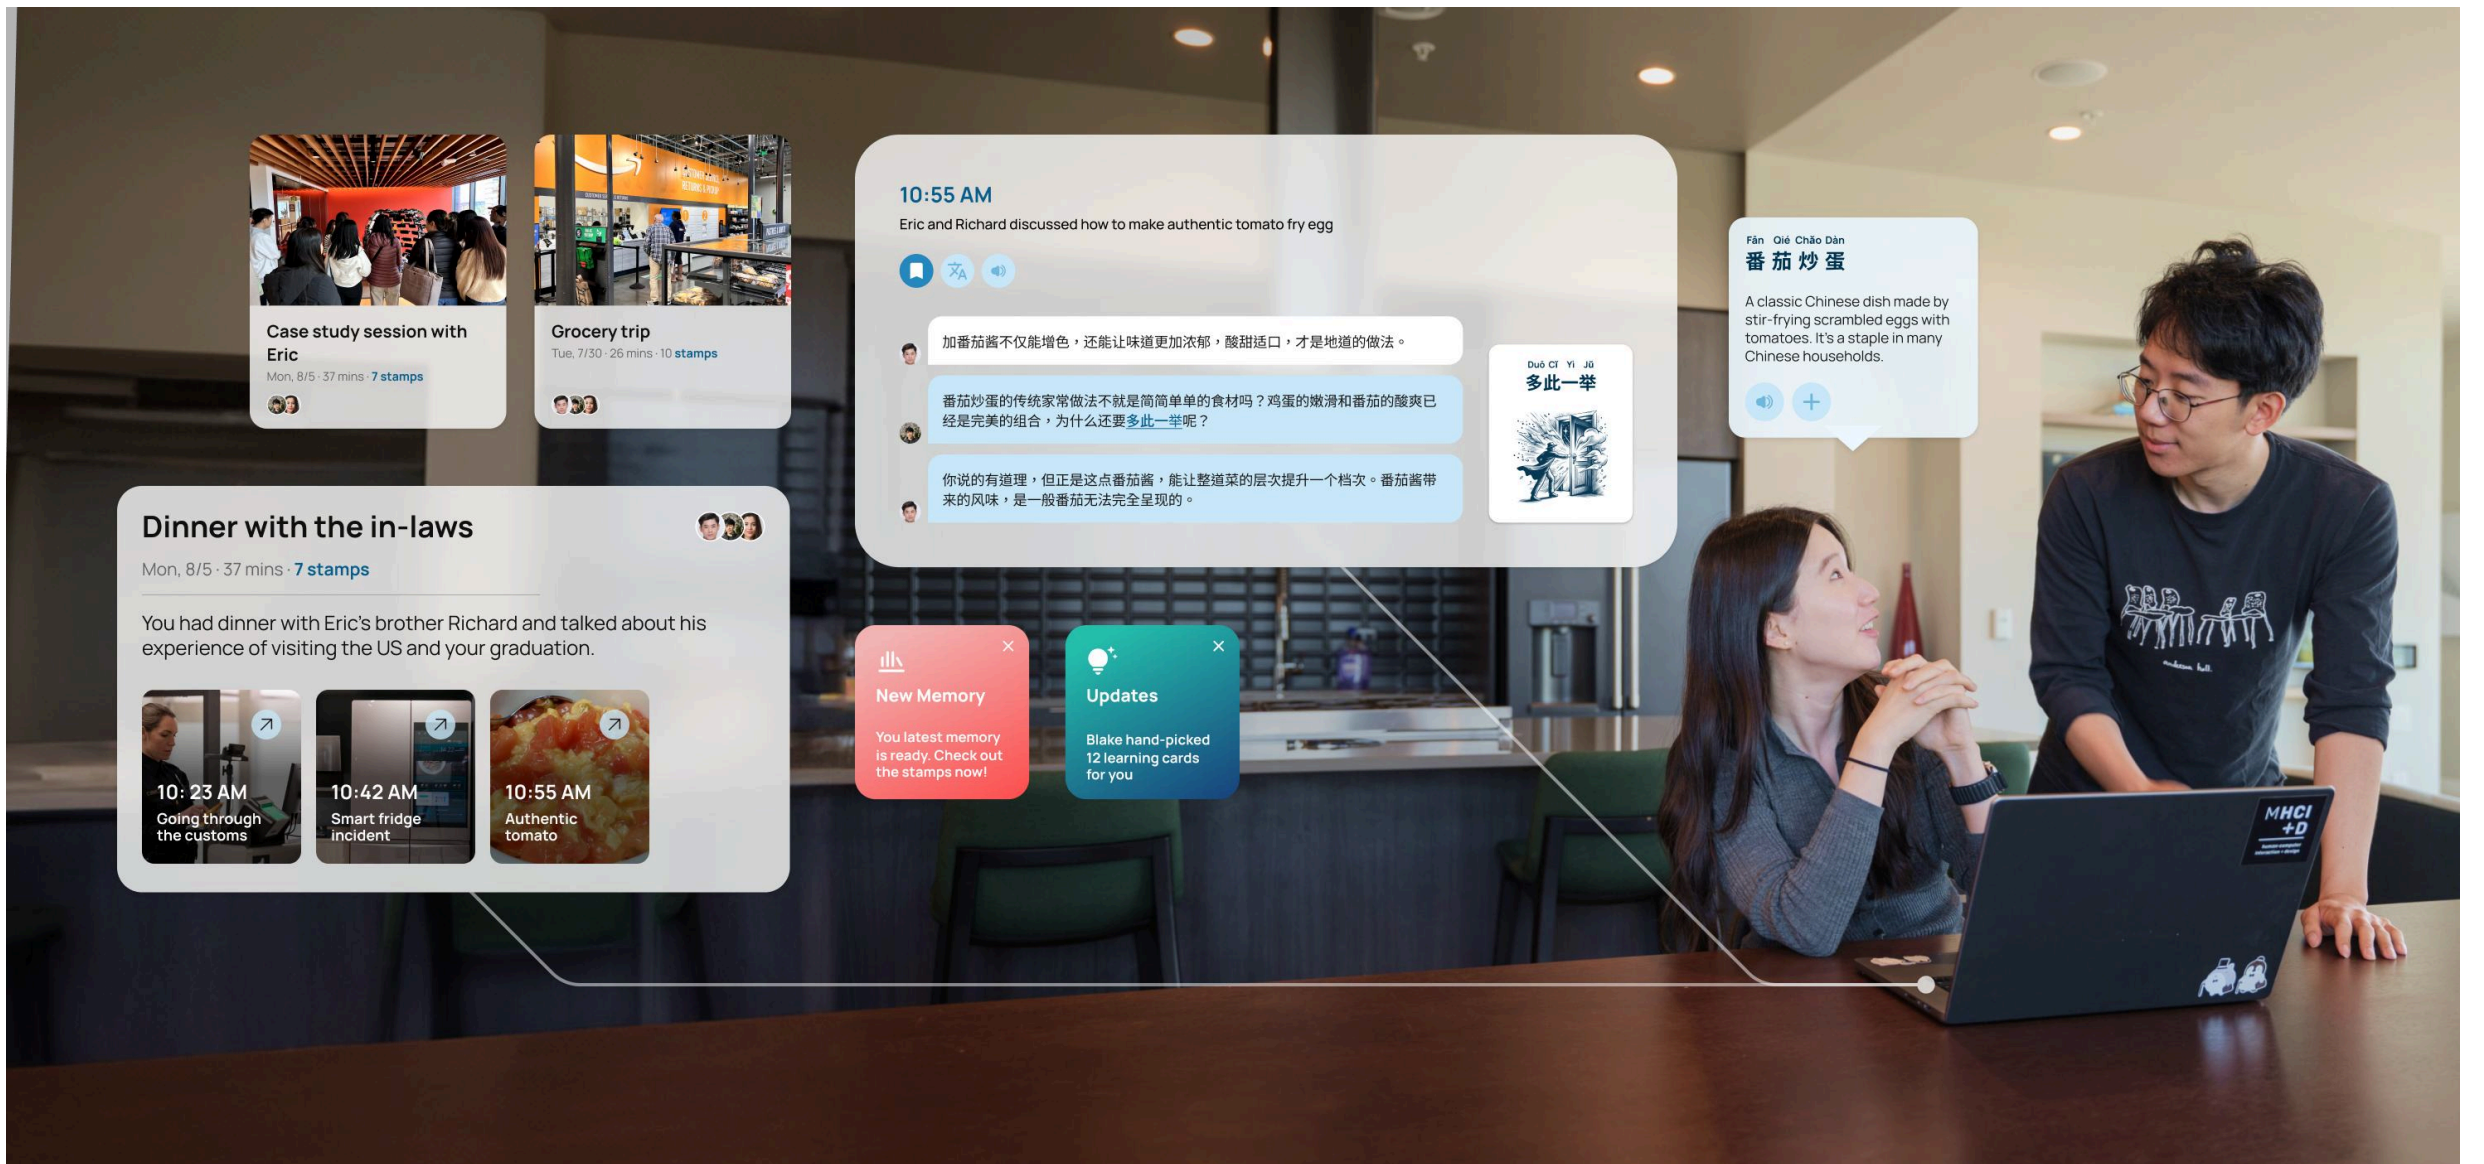 Case study session with
Eric
Mon, 8/5 · 37 mins · 7 stamps
Grocery trip
Tue, 7/30 · 26 mins · 10 stamps
Dinner with the in-laws
Mon, 8/5 · 37 mins · 7 stamps
You had dinner with Eric's brother Richard and talked about his
experience of visiting the US and your graduation.
10: 23 AM
Going through
the customs
10:42 AM
Smart fridge
incident
10:55 AM
Authentic
tomato
10:55 AM
Eric and Richard discussed how to make authentic tomato fry egg
加番茄酱不仅能增色，还能让味道更加浓郁，酸甜适口，才是地道的做法。
番茄炒蛋的传统家常做法不就是简简单单的食材吗？鸡蛋的嫩滑和番茄的酸爽已
经是完美的组合，为什么还要多此一举呢？
你说的有道理，但正是这点番茄酱，能让整道菜的层次提升一个档次。番茄酱带
来的风味，是一般番茄无法完全呈现的。
Duō Cǐ Yì Jǔ
多此一举
New Memory
You latest memory
is ready. Check out
the stamps now!
Updates
Blake hand-picked
12 learning cards
for you
Fān Qié Chǎo Dàn
番茄炒蛋
A classic Chinese dish made by
stir-frying scrambled eggs with
tomatoes. It's a staple in many
Chinese households.
anderson hall.
MHCI
+D
human-computer
interaction + design